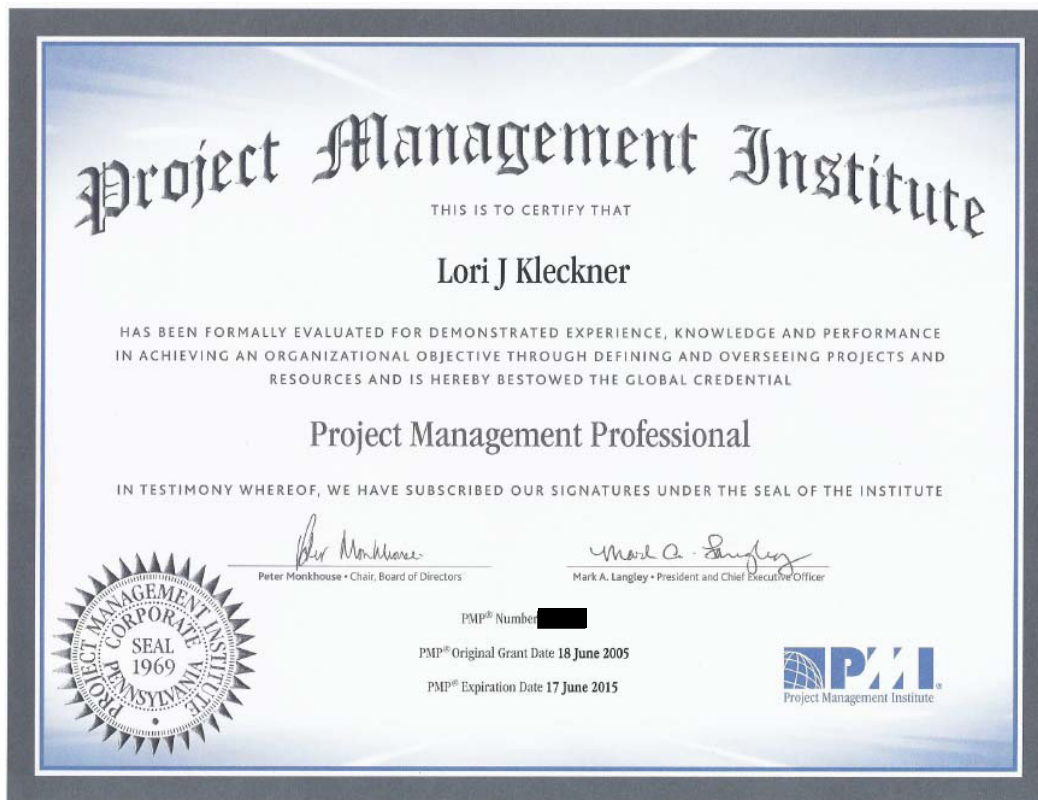 Project Management Institute
THIS IS TO CERTIFY THAT
Lori J Kleckner
HAS BEEN FORMALLY EVALUATED FOR DEMONSTRATED EXPERIENCE, KNOWLEDGE AND PERFORMANCE
IN ACHIEVING AN ORGANIZATIONAL OBJECTIVE THROUGH DEFINING AND OVERSEEING PROJECTS AND
RESOURCES AND IS HEREBY BESTOWED THE GLOBAL CREDENTIAL
Project Management Professional
IN TESTIMONY WHEREOF, WE HAVE SUBSCRIBED OUR SIGNATURES UNDER THE SEAL OF THE INSTITUTE
Peter Monkhouse
Mark A. Langley
Peter Monkhouse • Chair, Board of Directors
Mark A. Langley • President and Chief Executive Officer
PROJECT MANAGEMENT INSTITUTE
CORPORATE
SEAL
1969
PENNSYLVANIA
PMP® Number
PMP® Original Grant Date 18 June 2005
PMP® Expiration Date 17 June 2015
PMI®
Project Management Institute